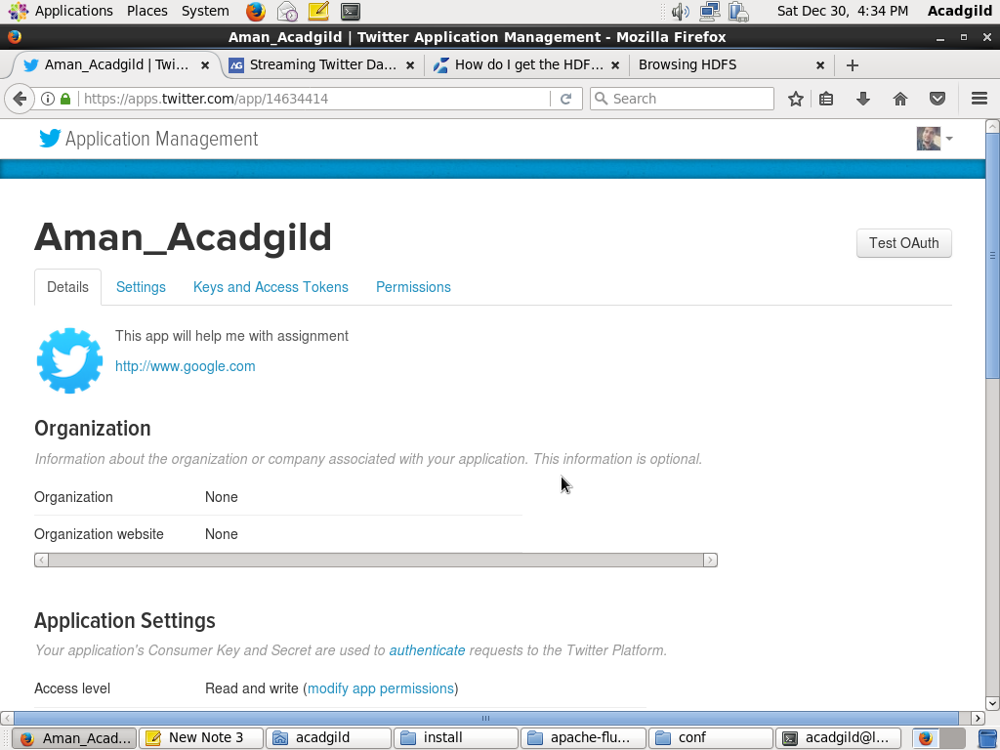 Applications Places System Sat Dec 30, 4:34 PM Acadgild
Aman_Acadgild | Twitter Application Management - Mozilla Firefox
Aman_Acadgild | Twi... Streaming Twitter Da... How do I get the HDF... Browsing HDFS
https://apps.twitter.com/app/14634414 Search
Application Management
Aman_Acadgild
Test OAuth
Details Settings Keys and Access Tokens Permissions
This app will help me with assignment
http://www.google.com
Organization
Information about the organization or company associated with your application. This information is optional.
Organization None
Organization website None
Application Settings
Your application's Consumer Key and Secret are used to authenticate requests to the Twitter Platform.
Access level Read and write (modify app permissions)
Aman_Acad... New Note 3 acadgild install apache-flu... conf acadgild@l...